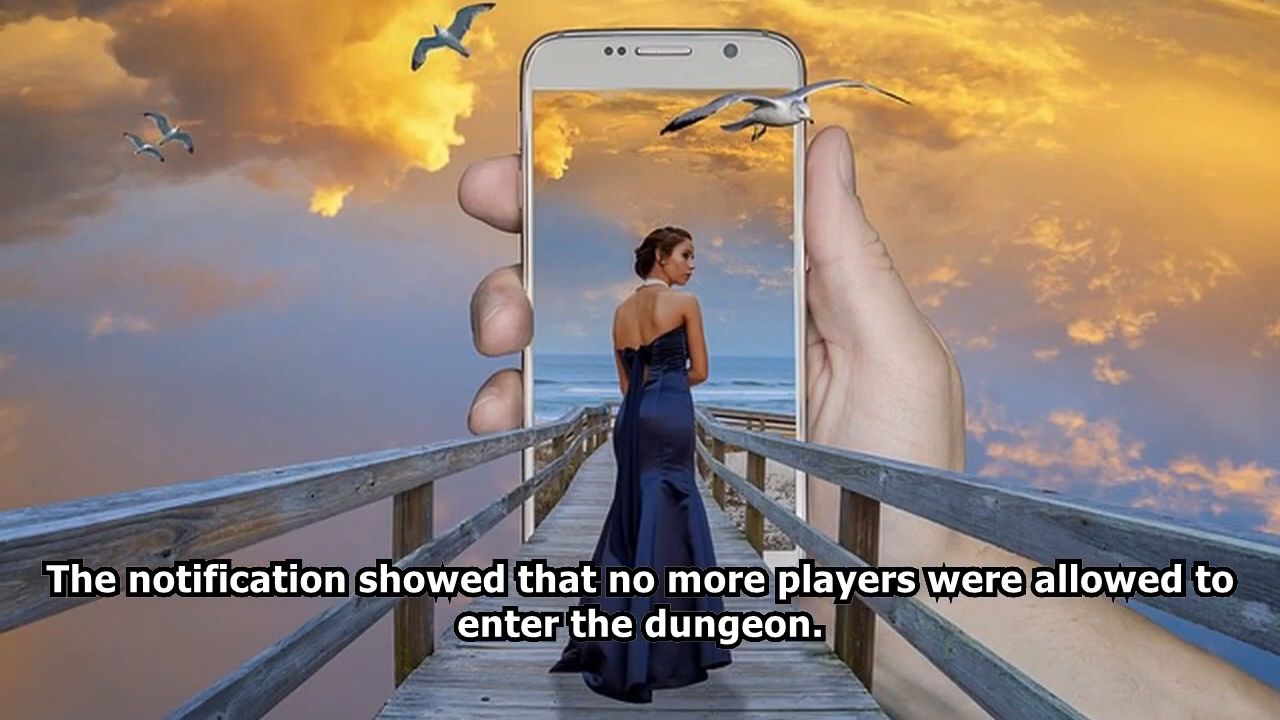 The notification showed that no more players were allowed to
enter the dungeon.